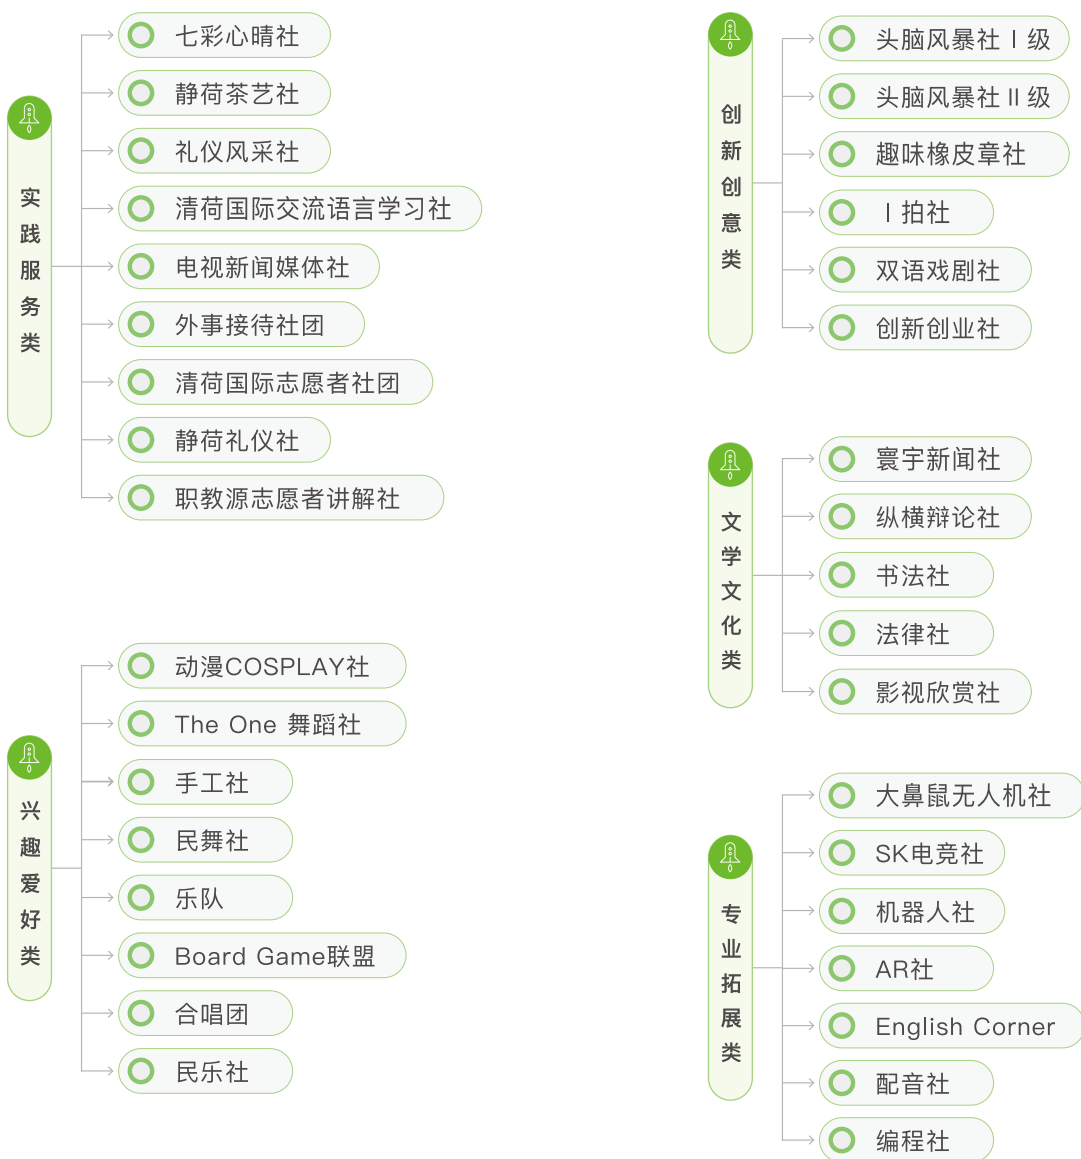 实践服务类
七彩心晴社
静荷茶艺社
礼仪风采社
清荷国际交流语言学习社
电视新闻媒体社
外事接待社团
清荷国际志愿者社团
静荷礼仪社
职教源志愿者讲解社
兴趣爱好类
动漫COSPLAY社
The One 舞蹈社
手工社
民舞社
乐队
Board Game联盟
合唱团
民乐社
创新创意类
头脑风暴社Ⅰ级
头脑风暴社Ⅱ级
趣味橡皮章社
Ⅰ拍社
双语戏剧社
创新创业社
文学文化类
寰宇新闻社
纵横辩论社
书法社
法律社
影视欣赏社
专业拓展类
大鼻鼠无人机社
SK电竞社
机器人社
AR社
English Corner
配音社
编程社